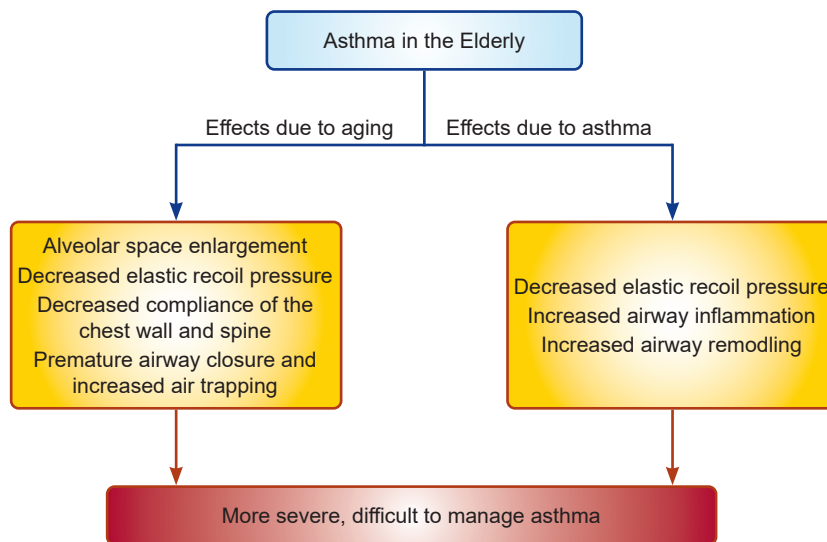 Asthma in the Elderly
Effects due to aging
Effects due to asthma
Alveolar space enlargement
Decreased elastic recoil pressure
Decreased compliance of the
chest wall and spine
Premature airway closure and
increased air trapping
Decreased elastic recoil pressure
Increased airway inflammation
Increased airway remodling
More severe, difficult to manage asthma